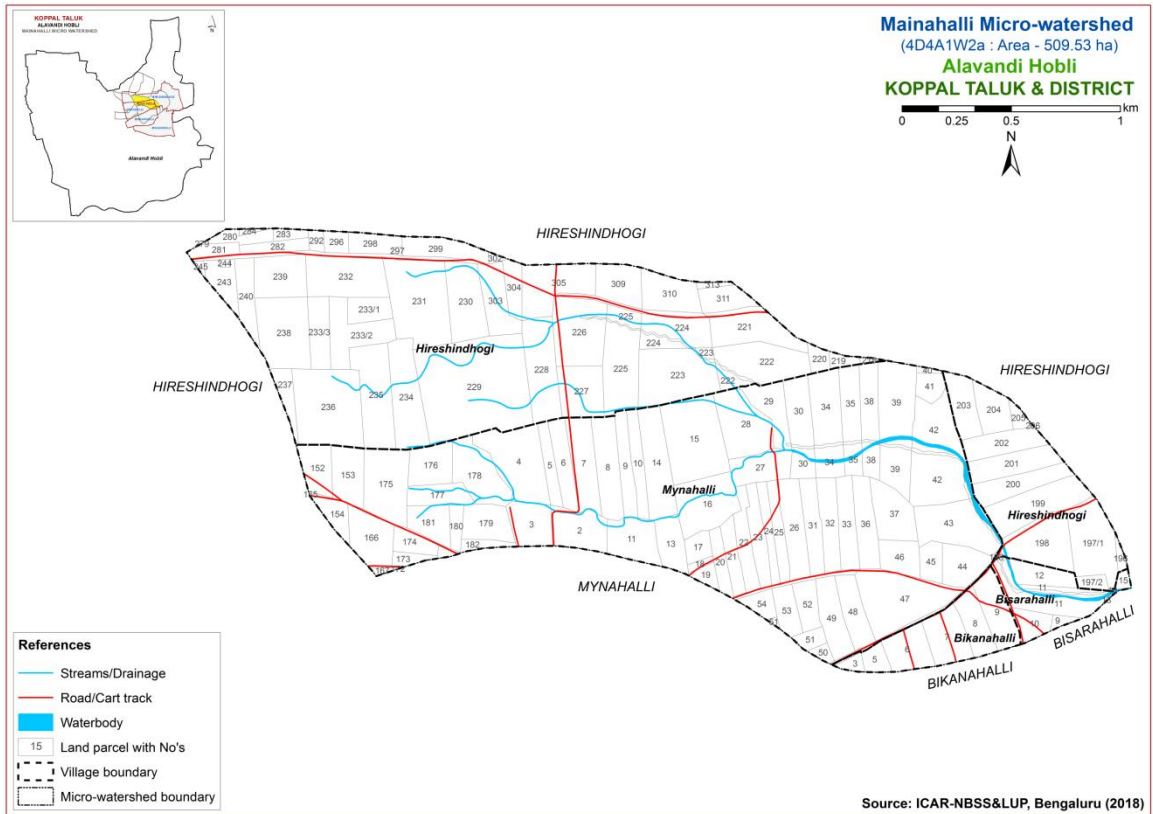 KOPPAL TALUK
ALAVANDI HOBLI
MAINAHALLI MICRO WATERSHED
N
Alavandi Hobli
Mainahalli Micro-watershed
(4D4A1W2a : Area - 509.53 ha)
Alavandi Hobli
KOPPAL TALUK & DISTRICT
km
0 0.25 0.5 1
N
HIRESHINDHOGI
280 284 283 292 296 298 297 299
281 282 302
245 244 243 239 232 304 305 309 310 313 311
240 231 230 303
233/1 225 224 221
238 233/3 233/2 226 224
Hireshindhogi
228 225 223 223 222 220 219
HIRESHINDHOGI
HIRESHINDHOGI
237 236 235 234 229 227 222
40 41
29 30 34 35 38 39 42 203 204 205 206
28 202
152 153 175 176 178 4 5 6 7 8 9 10 14 15 27 30 34 35 38 39 42 201
177 Mynahalli 200
154 16 199
Hireshindhogi
166 174 181 180 179 3 2 11 13 17 22 23 24 25 26 31 32 33 36 37 43 198 197/1
173 182 18 19 20 21 46 45 44
MYNAHALLI
12 11 197/2 15
54 53 52 49 48 47 Bisarahalli 11
51 50 9 8 10 9
Bikanahalli
3 5 6 7
BISARAHALLI
BIKANAHALLI
References
Streams/Drainage
Road/Cart track
Waterbody
15 Land parcel with No's
Village boundary
Micro-watershed boundary
Source: ICAR-NBSS&LUP, Bengaluru (2018)